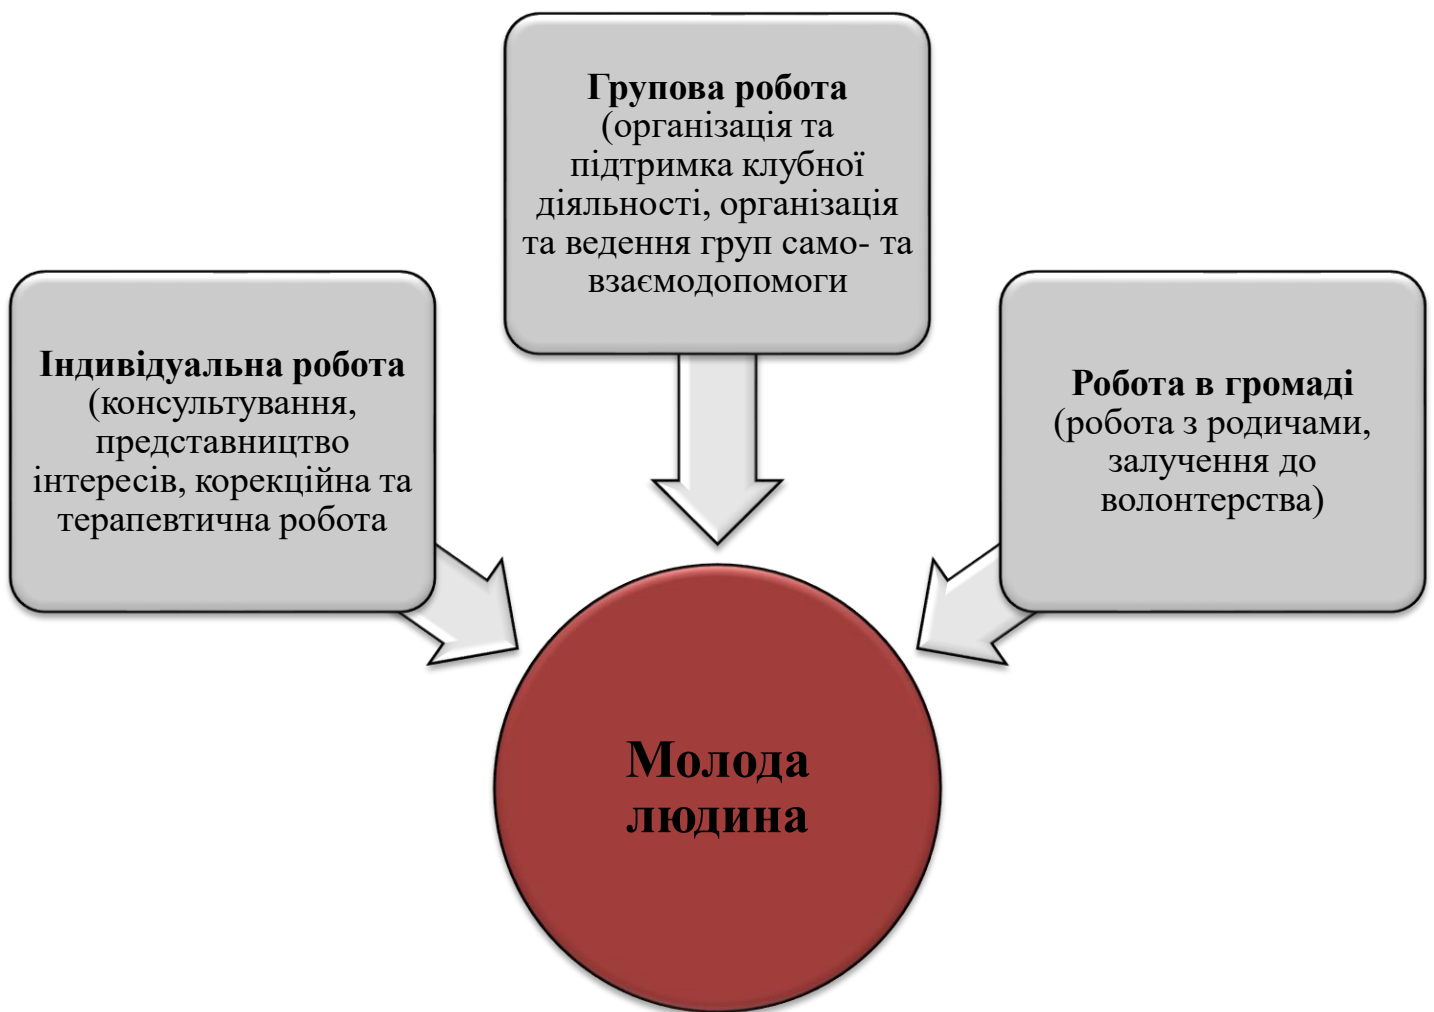 Групова робота
(організація та
підтримка клубної
діяльності, організація
та ведення груп само- та
взаємодопомоги
Індивідуальна робота
(консультування,
представництво
інтересів, корекційна та
терапевтична робота
Робота в громаді
(робота з родичами,
залучення до
волонтерства)
Молода
людина